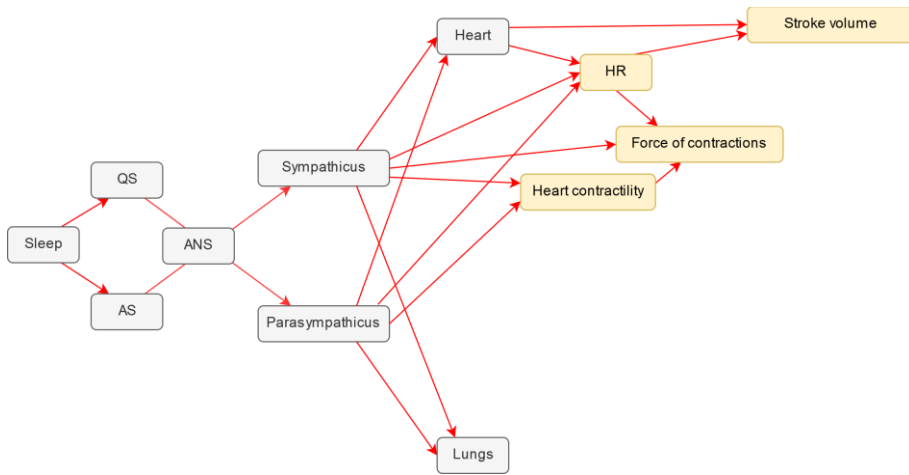 Stroke volume
Heart
HR
Force of contractions
Sympathicus
QS
Heart contractility
Sleep
ANS
AS
Parasympathicus
Lungs